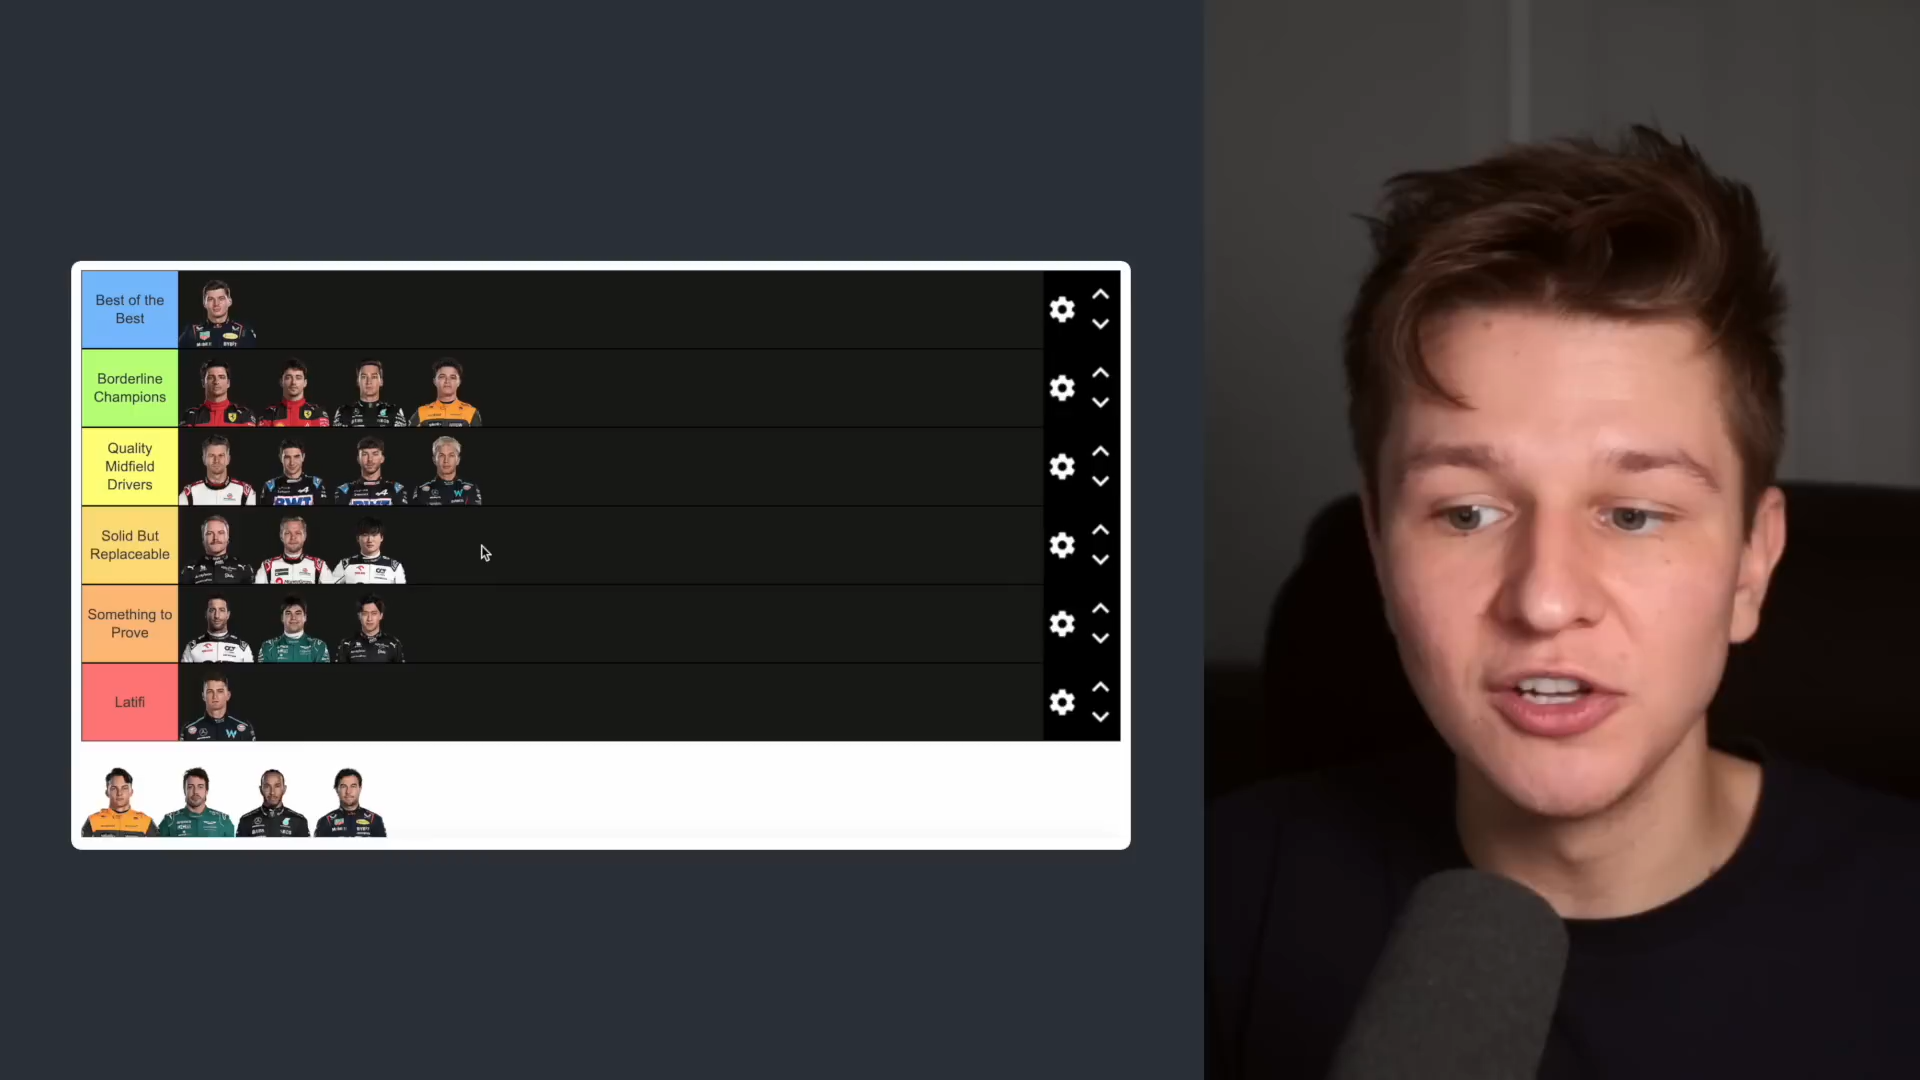 Best of the
Best
Borderline
Champions
Quality
Midfield
Drivers
Solid But
Replaceable
Something to
Prove
Latifi